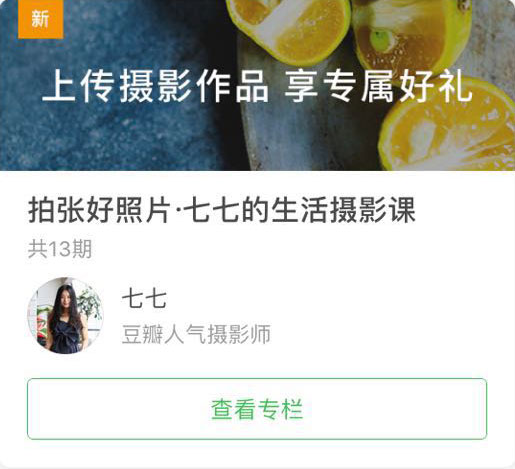 新
上传摄影作品 享专属好礼
拍张好照片·七七的生活摄影课
共13期
七七
豆瓣人气摄影师
查看专栏